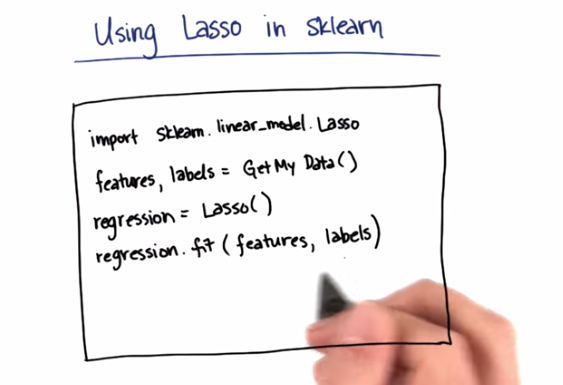 Using Lasso in sklearn
import sklearn.linear_model.Lasso
features, labels = GetMyData()
regression = Lasso()
regression.fit(features, labels)